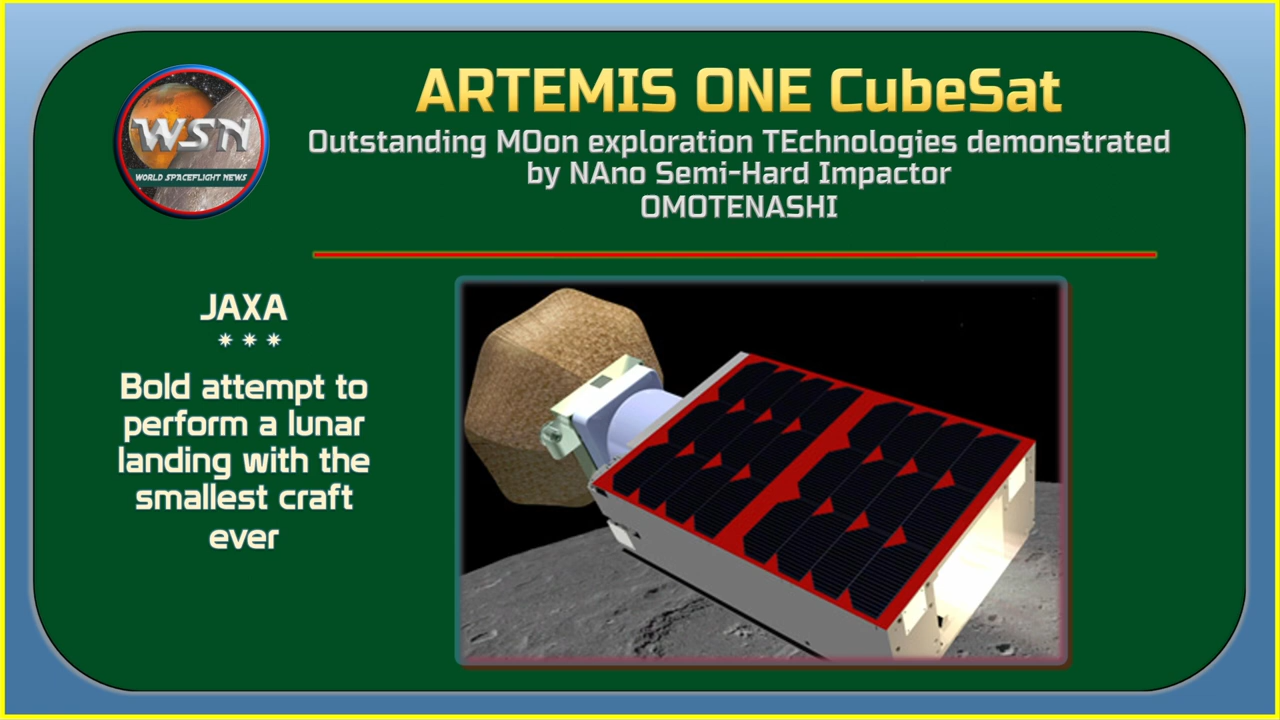 WSN
WORLD SPACEFLIGHT NEWS
ARTEMIS ONE CubeSat
Outstanding MOon exploration TEchnologies demonstrated
by NAno Semi-Hard Impactor
OMOTENASHI
JAXA
Bold attempt to
perform a lunar
landing with the
smallest craft
ever